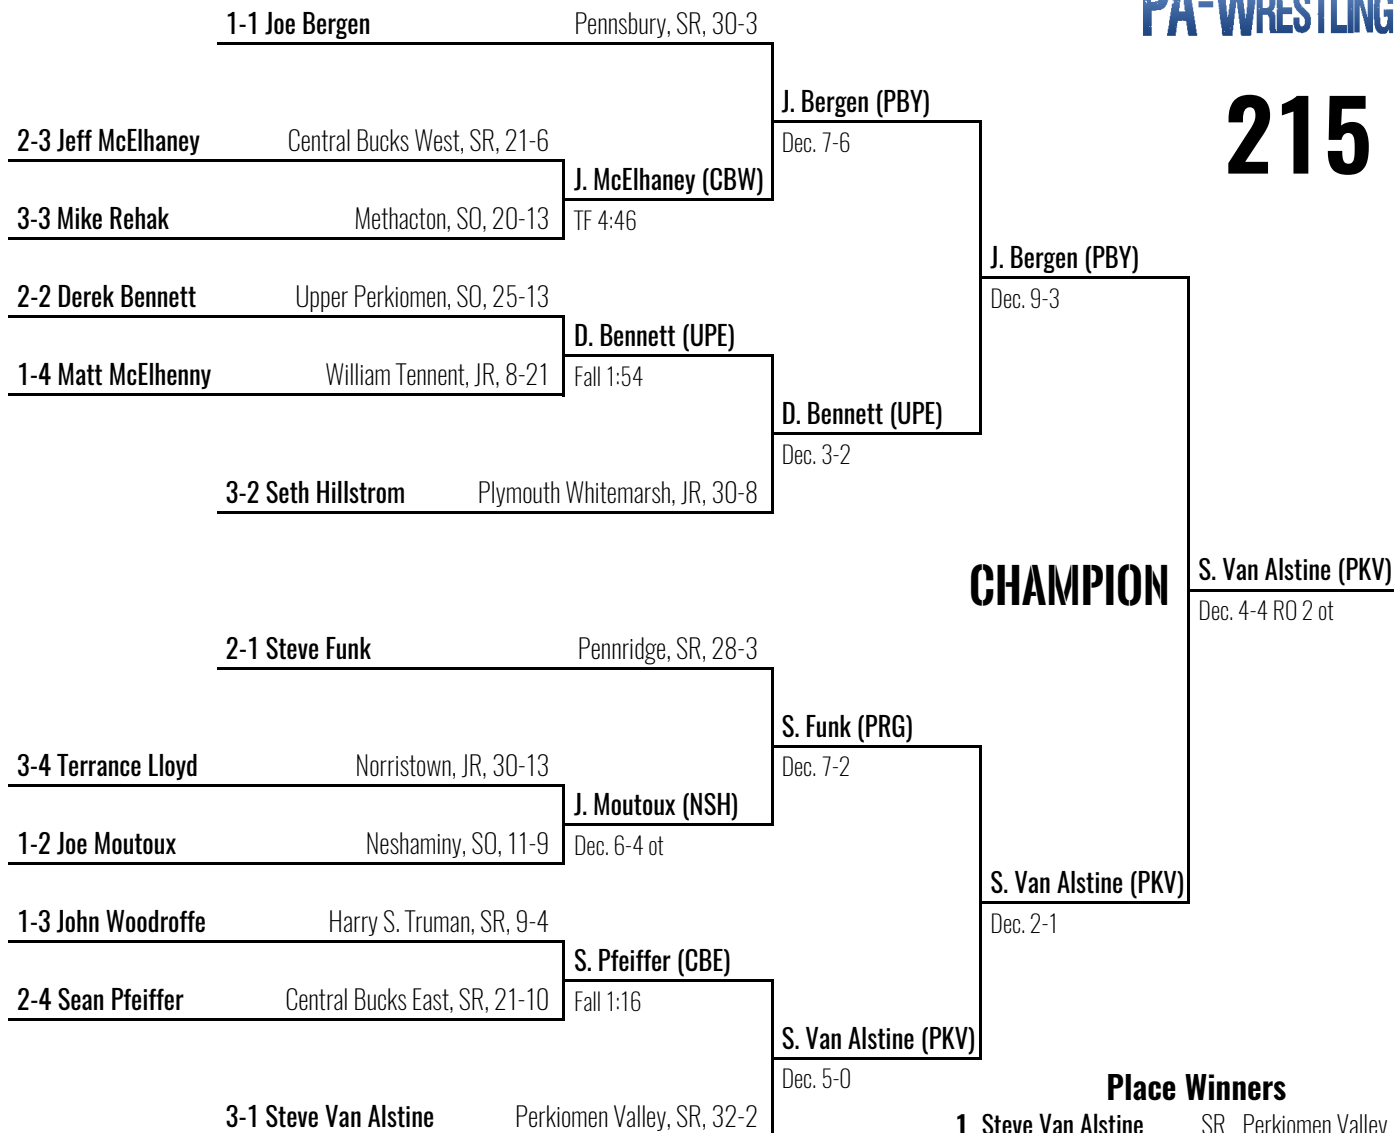 PA-WRESTLING
215
1-1 Joe Bergen Pennsbury, SR, 30-3
J. Bergen (PBY)
Dec. 7-6
2-3 Jeff McElhaney Central Bucks West, SR, 21-6
J. McElhaney (CBW)
TF 4:46
3-3 Mike Rehak Methacton, SO, 20-13
J. Bergen (PBY)
Dec. 9-3
2-2 Derek Bennett Upper Perkiomen, SO, 25-13
D. Bennett (UPE)
Fall 1:54
1-4 Matt McElhenny William Tennent, JR, 8-21
D. Bennett (UPE)
Dec. 3-2
3-2 Seth Hillstrom Plymouth Whitemarsh, JR, 30-8
CHAMPION
S. Van Alstine (PKV)
Dec. 4-4 RO 2 ot
2-1 Steve Funk Pennridge, SR, 28-3
S. Funk (PRG)
Dec. 7-2
3-4 Terrance Lloyd Norristown, JR, 30-13
J. Moutoux (NSH)
Dec. 6-4 ot
1-2 Joe Moutoux Neshaminy, SO, 11-9
S. Van Alstine (PKV)
Dec. 2-1
1-3 John Woodroffe Harry S. Truman, SR, 9-4
S. Pfeiffer (CBE)
Fall 1:16
2-4 Sean Pfeiffer Central Bucks East, SR, 21-10
S. Van Alstine (PKV)
Dec. 5-0
3-1 Steve Van Alstine Perkiomen Valley, SR, 32-2
Place Winners
1 Steve Van Alstine SR Perkiomen Valley